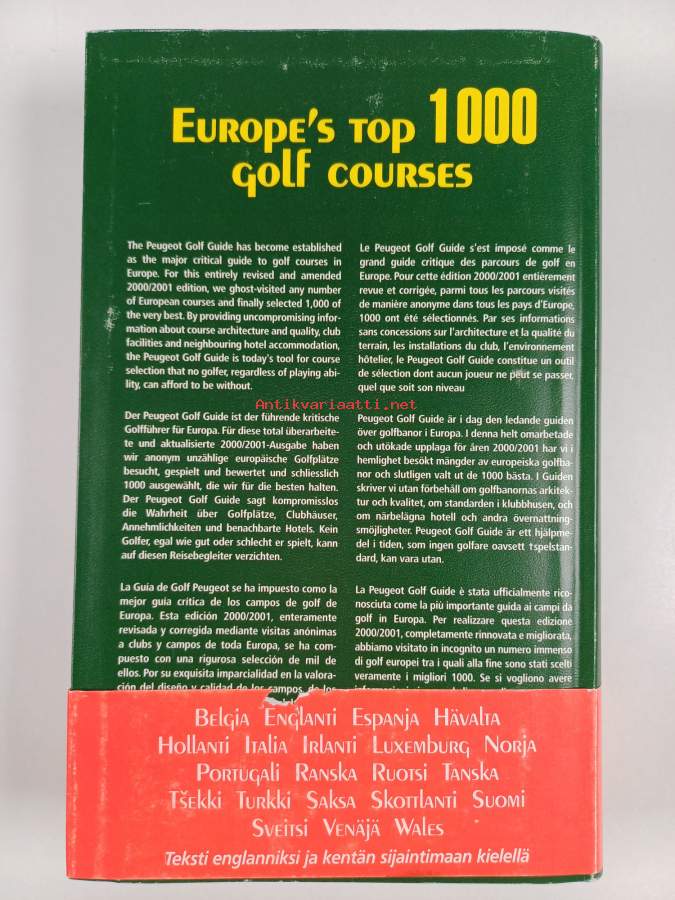 EUROPE'S TOP 1000
GOLF COURSES
The Peugeot Golf Guide has become established
as the major critical guide to golf courses in
Europe. For this entirely revised and amended
2000/2001 edition, we ghost-visited any number
of European courses and finally selected 1,000 of
the very best. By providing uncompromising infor-
mation about course architecture and quality, club
facilities and neighbouring hotel accommodation,
the Peugeot Golf Guide is today's tool for course
selection that no golfer, regardless of playing abi-
lity, can afford to be without.
Le Peugeot Golf Guide s'est imposé comme le
grand guide critique des parcours de golf en
Europe. Pour cette édition 2000/2001 entièrement
revue et corrigée, parmi tous les parcours visités
de manière anonyme dans tous les pays d'Europe,
1000 ont été sélectionnés. Par ses informations
sans concessions sur l'architecture et la qualité du
terrain, les installations du club, l'environnement
hôtelier, le Peugeot Golf Guide constitue un outil
de sélection dont aucun joueur ne peut se passer,
quel que soit son niveau
Antikvariaatti.net
Der Peugeot Golf Guide ist der führende kritische
Golfführer für Europa. Für diese total überarbeite-
te und aktualisierte 2000/2001-Ausgabe haben
wir anonym unzählige europäische Golfplätze
besucht, gespielt und bewertet und schliesslich
1000 ausgewählt, die wir für die besten halten.
Der Peugeot Golf Guide sagt kompromisslos
die Wahrheit über Golfplätze, Clubhäuser,
Annehmlichkeiten und benachbarte Hotels. Kein
Golfer, egal wie gut oder schlecht er spielt, kann
auf diesen Reisebegleiter verzichten.
Peugeot Golf Guide är i dag den ledande guiden
över golfbanor i Europa. I denna helt omarbetade
och utökade upplaga för åren 2000/2001 har vi i
hemlighet besökt mängder av europeiska golfba-
nor och slutligen valt ut de 1000 bästa. I Guiden
skriver vi utan förbehåll om golfbanornas arkitek-
tur och kvalitet, om standarden i klubbhusen, och
om närbelägna hotell och andra övernattning-
smöjligheter. Peugeot Golf Guide är ett hjälpme-
del i tiden, som ingen golfare oavsett †spelstan-
dard, kan vara utan.
La Guía de Golf Peugeot se ha impuesto como la
mejor guía crítica de los campos de golf de
Europa. Esta edición 2000/2001, enteramente
revisada y corregida mediante visitas anónimas
a clubs y campos de toda Europa, se ha com-
puesto con una rigurosa selección de mil de
ellos. Por su exquisita imparcialidad en la valora-
ción del diseño y calidad de los campos, de los
La Peugeot Golf Guide è stata ufficialmente rico-
nosciuta come la più importante guida ai campi da
golf in Europa. Per realizzare questa edizione
2000/2001, completamente rinnovata e migliorata,
abbiamo visitato in incognito un numero immenso
di golf europei tra i quali alla fine sono stati scelti
veramente i migliori 1000. Se si vogliono avere
BELGIA ENGLANTI ESPANJA HÄVALTA
HOLLANTI ITALIA IRLANTI LUXEMBURG NORJA
PORTUGALI RANSKA RUOTSI TANSKA
TŠEKKI TURKKI SAKSA SKOTLANTI SUOMI
SVEITSI VENÄJÄ WALES
Teksti englanniksi ja kentän sijaintimaan kielellä